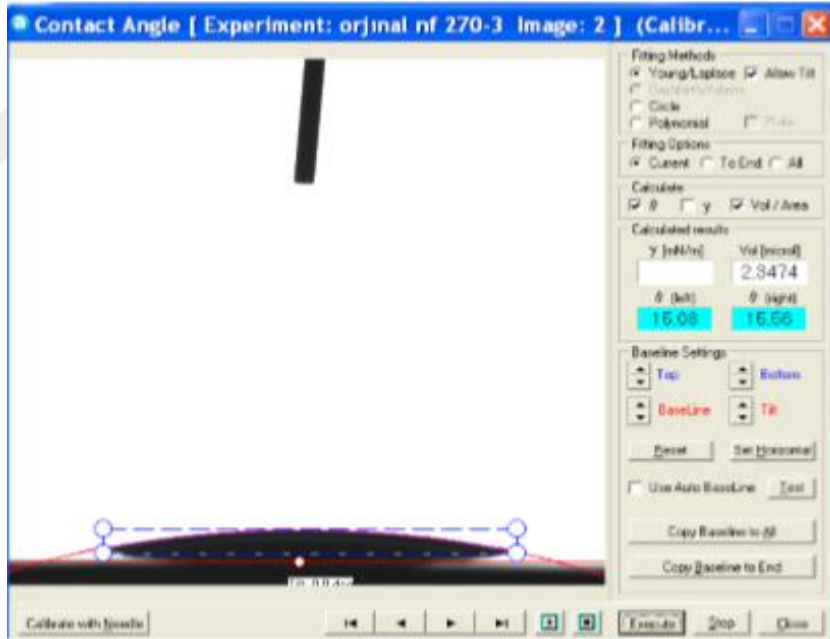 Contact Angle [ Experiment: orjınal nf 270-3 Image: 2 ] (Calibr...
Fitting Methods
Young/Laplace Allow Tilt
Circle
Polynomial
Fitting Options
Current To End All
Calculate
θ γ Vol / Area
Calculated results
γ [mN/m] Vol [microl]
2.8474
θ (left) θ (right)
15.08 15.56
Baseline Settings
Top Bottom
BaseLine Tilt
Reset Set Horizontal
Use Auto BaseLine Test
Copy Baseline to All
Copy Baseline to End
Calibrate with Needle Execute Stop Close